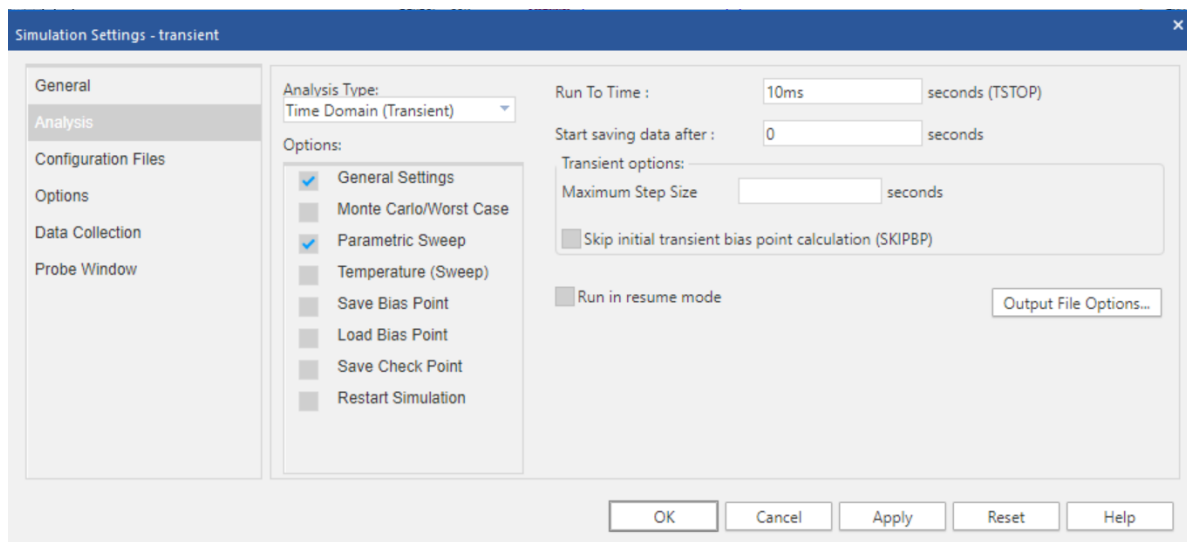 Simulation Settings - transient
×
General
Analysis
Configuration Files
Options
Data Collection
Probe Window
Analysis Type:
Time Domain (Transient)
Options:
General Settings
Monte Carlo/Worst Case
Parametric Sweep
Temperature (Sweep)
Save Bias Point
Load Bias Point
Save Check Point
Restart Simulation
Run To Time : 10ms seconds (TSTOP)
Start saving data after : 0 seconds
Transient options:
Maximum Step Size seconds
Skip initial transient bias point calculation (SKIPBP)
Run in resume mode
Output File Options...
OK Cancel Apply Reset Help